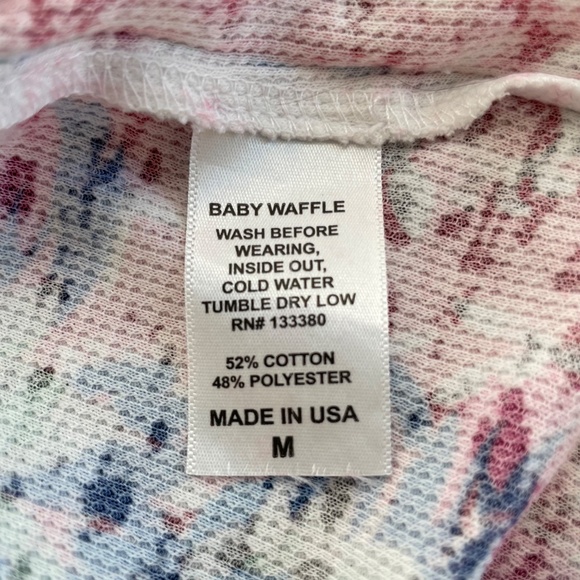 BABY WAFFLE
WASH BEFORE
WEARING,
INSIDE OUT,
COLD WATER
TUMBLE DRY LOW
RN# 133380
52% COTTON
48% POLYESTER
MADE IN USA
M